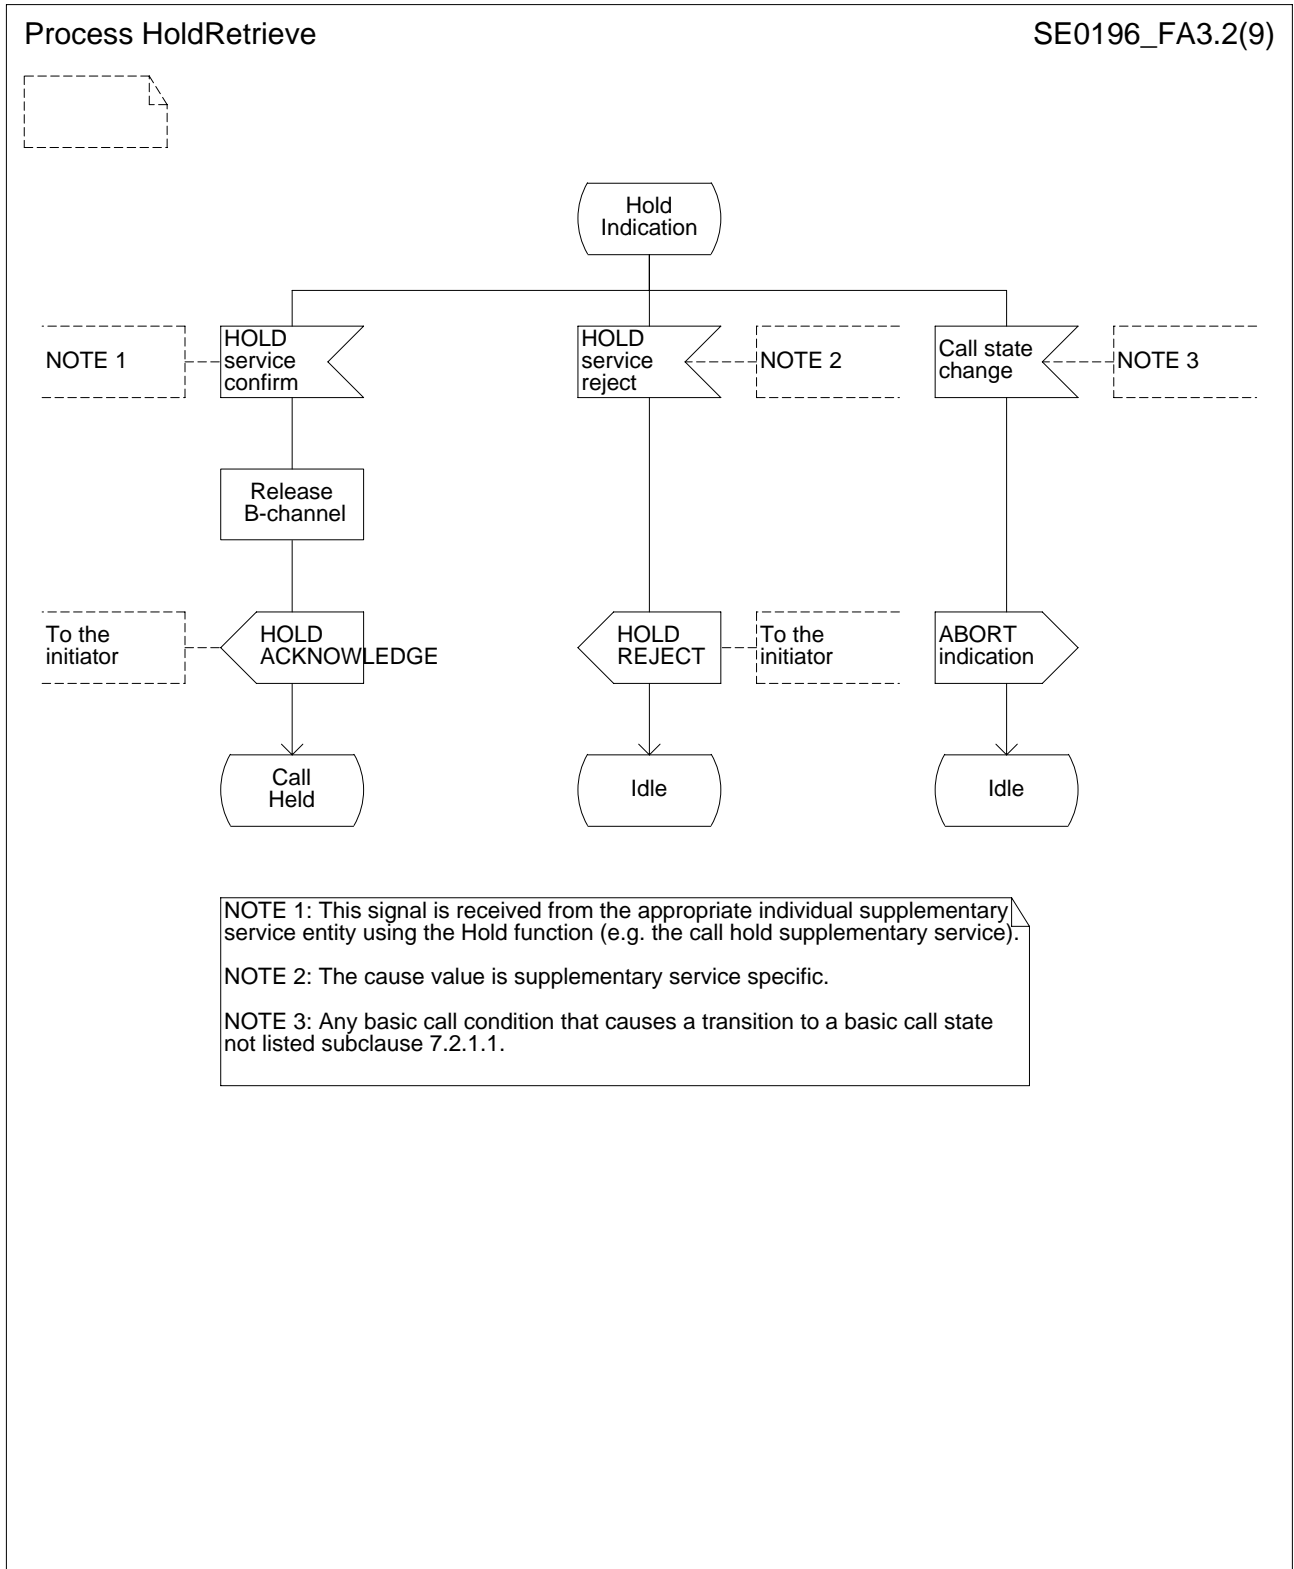 Process HoldRetrieve
SE0196_FA3.2(9)
Hold
Indication
NOTE 1
HOLD
service
confirm
HOLD
service
reject
NOTE 2
Call state
change
NOTE 3
Release
B-channel
To the
initiator
HOLD
ACKNOWLEDGE
HOLD
REJECT
To the
initiator
ABORT
indication
Call
Held
Idle
Idle
NOTE 1: This signal is received from the appropriate individual supplementary
service entity using the Hold function (e.g. the call hold supplementary service).
NOTE 2: The cause value is supplementary service specific.
NOTE 3: Any basic call condition that causes a transition to a basic call state
not listed subclause 7.2.1.1.